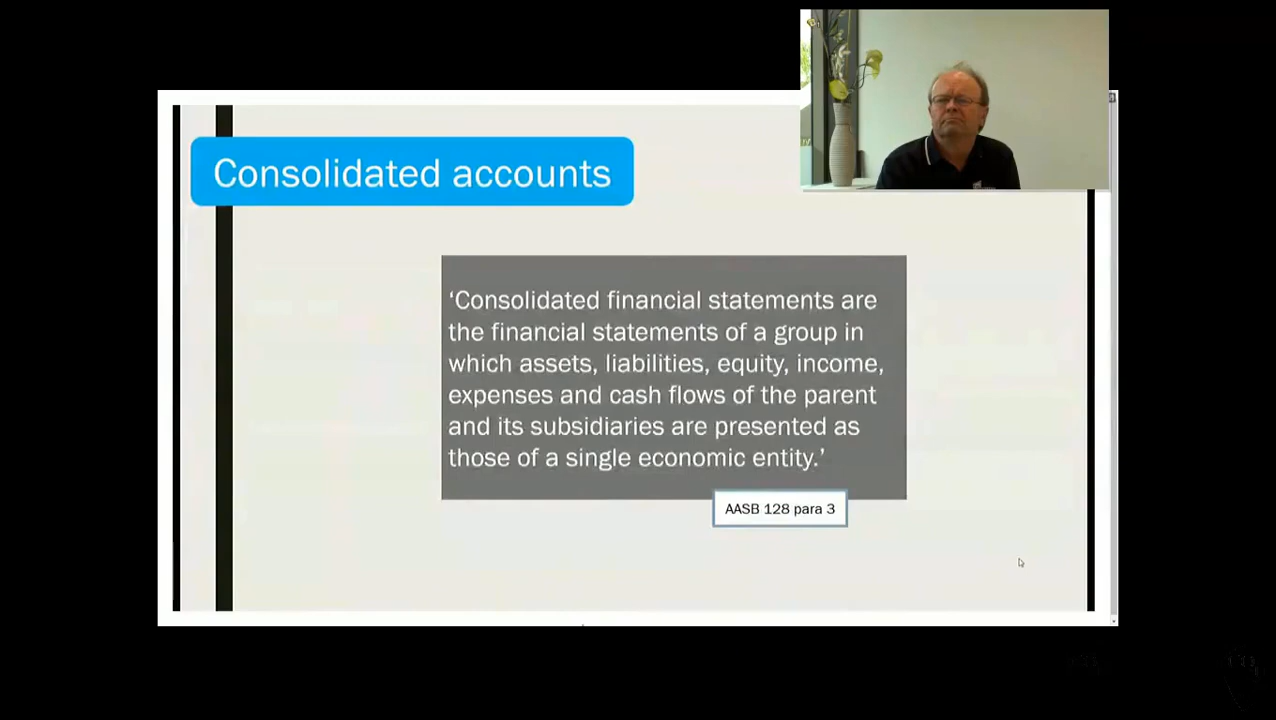 Consolidated accounts
‘Consolidated financial statements are
the financial statements of a group in
which assets, liabilities, equity, income,
expenses and cash flows of the parent
and its subsidiaries are presented as
those of a single economic entity.’
AASB 128 para 3